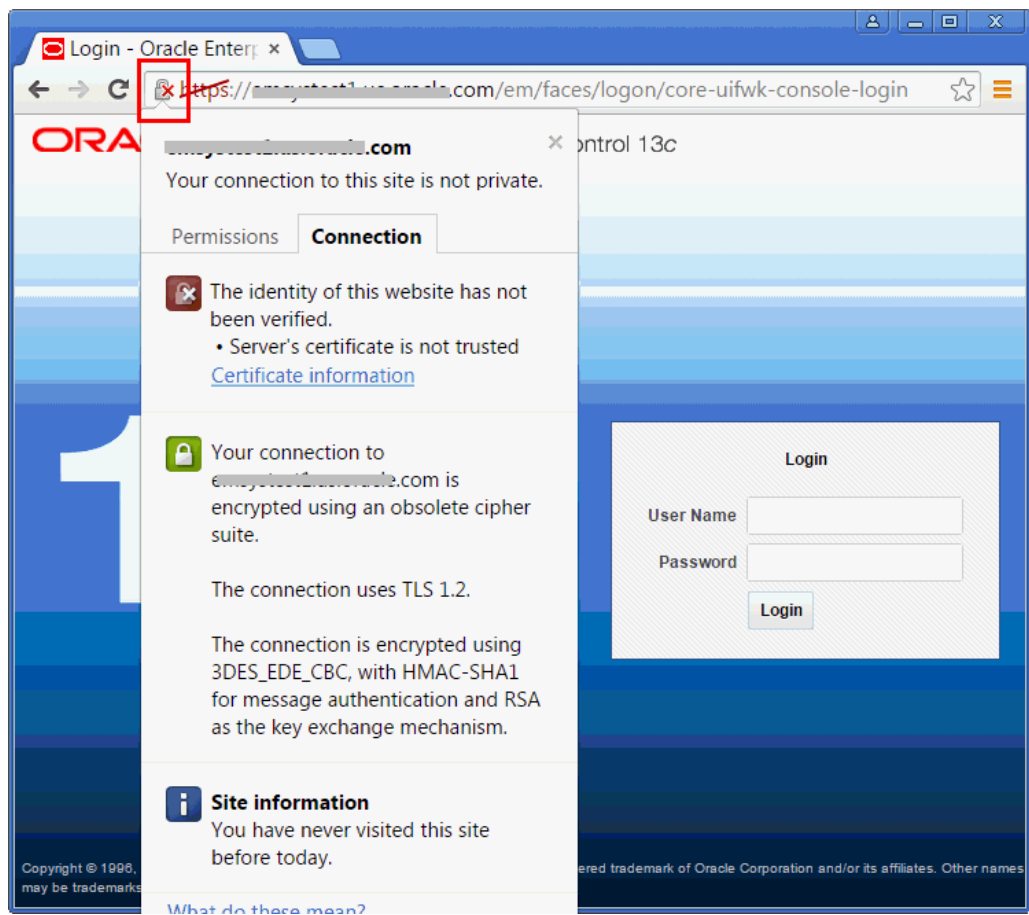 Login - Oracle Enterp
https:// .com/em/faces/logon/core-uifwk-console-login
ORA ontrol 13c
.com
Your connection to this site is not private.
Permissions Connection
The identity of this website has not
been verified.
• Server's certificate is not trusted
Certificate information
1
Your connection to
.com is
encrypted using an obsolete cipher
suite.
The connection uses TLS 1.2.
The connection is encrypted using
3DES_EDE_CBC, with HMAC-SHA1
for message authentication and RSA
as the key exchange mechanism.
Site information
You have never visited this site
before today.
What do these mean?
Login
User Name
Password
Login
Copyright © 1996, ered trademark of Oracle Corporation and/or its affiliates. Other names
may be trademarks